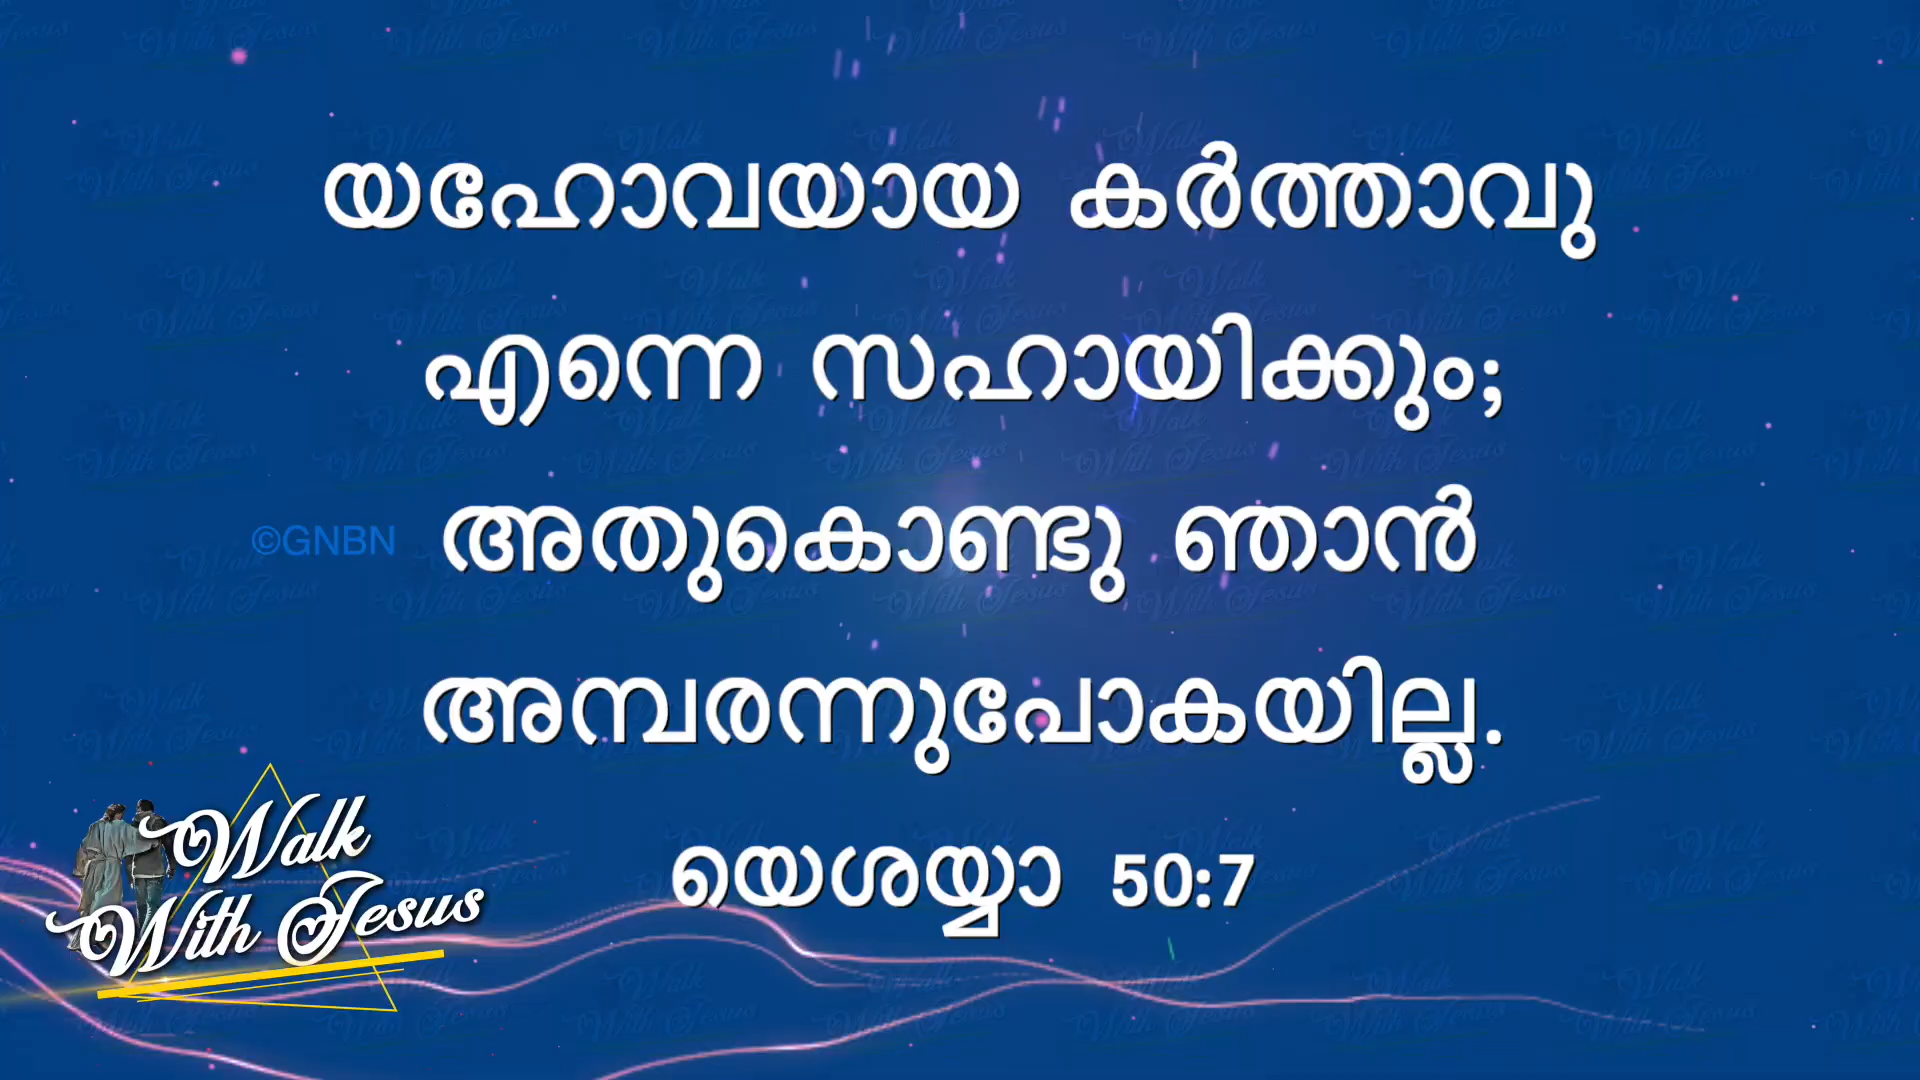 യഹോവയായ കർത്താവു
എന്നെ സഹായിക്കും;
©GNBN
അതുകൊണ്ടു ഞാൻ
അമ്പരന്നുപോകയില്ല.
യെശയ്യാ 50:7
Walk
With Jesus